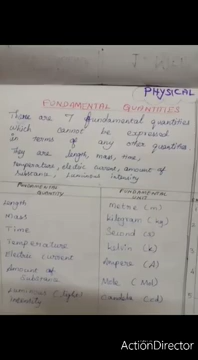 PHYSICAL
FUNDAMENTAL QUANTITIES
There are 7 fundamental quantities
which cannot be expressed
in terms of any other quantities.
They are length, mass, time,
temperature, electric current, amount of
substance, luminous intensity
FUNDAMENTAL QUANTITY FUNDAMENTAL UNIT
Length Metre (m)
Mass kilogram (kg)
Time Second (s)
Temperature kelvin (k)
Electric current Ampere (A)
Amount of Substance Mole (Mol)
Luminous (light) Intensity Candela (cd)
ActionDirector